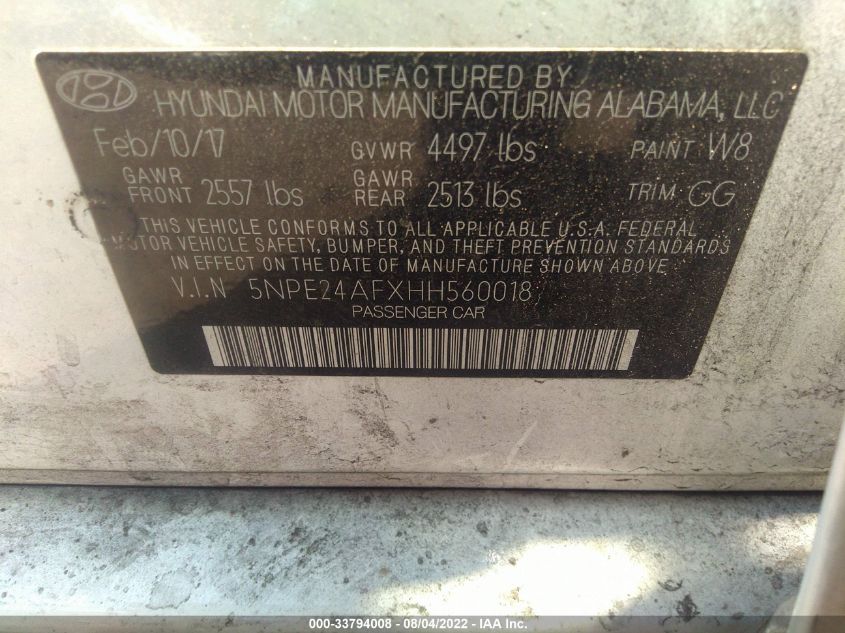 MANUFACTURED BY
HYUNDAI MOTOR MANUFACTURING ALABAMA, LLC
Feb/10/17 GVWR 4497 lbs PAINT W8
GAWR FRONT 2557 lbs GAWR REAR 2513 lbs TRIM GG
THIS VEHICLE CONFORMS TO ALL APPLICABLE U.S.A. FEDERAL
MOTOR VEHICLE SAFETY, BUMPER, AND THEFT PREVENTION STANDARDS
IN EFFECT ON THE DATE OF MANUFACTURE SHOWN ABOVE
V.I.N 5NPE24AFXHH560018
PASSENGER CAR
000-33794008 - 08/04/2022 - IAA Inc.